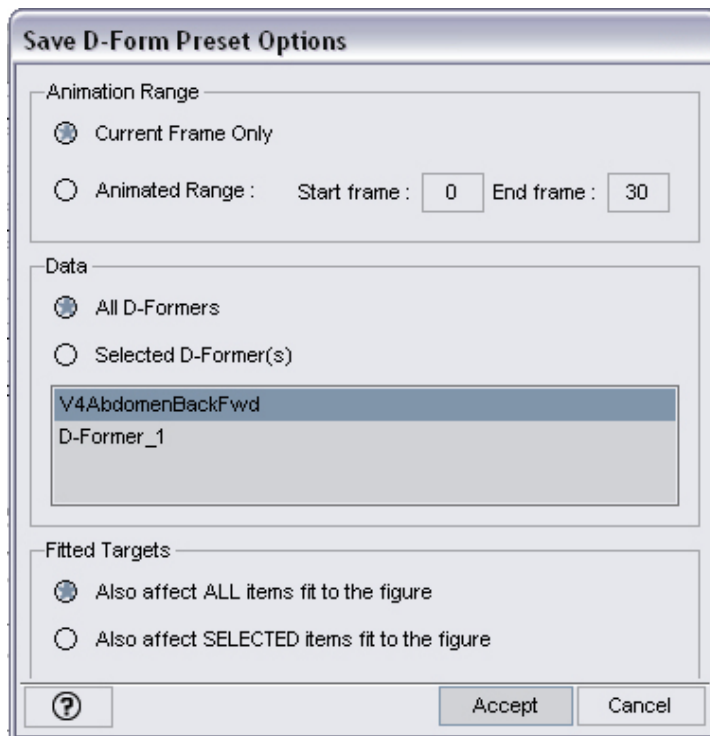 Save D-Form Preset Options
Animation Range
Current Frame Only
Animated Range : Start frame : 0 End frame : 30
Data
All D-Formers
Selected D-Former(s)
V4AbdomenBackFwd
D-Former_1
Fitted Targets
Also affect ALL items fit to the figure
Also affect SELECTED items fit to the figure
? Accept Cancel